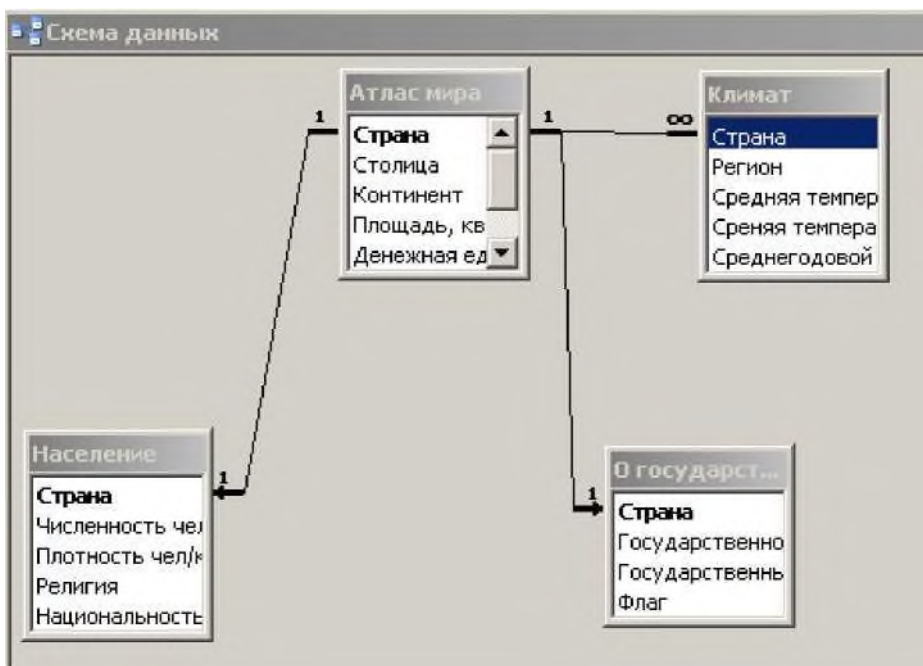 Схема данных
Атлас мира
Страна
Столица
Континент
Площадь, кв
Денежная ед
Климат
Страна
Регион
Средняя темпер
Среняя темпера
Среднегодовой
1
1
∞
Население
Страна
Численность чел
Плотность чел/к
Религия
Национальность
1
О государст...
Страна
Государственно
Государственнь
Флаг
1